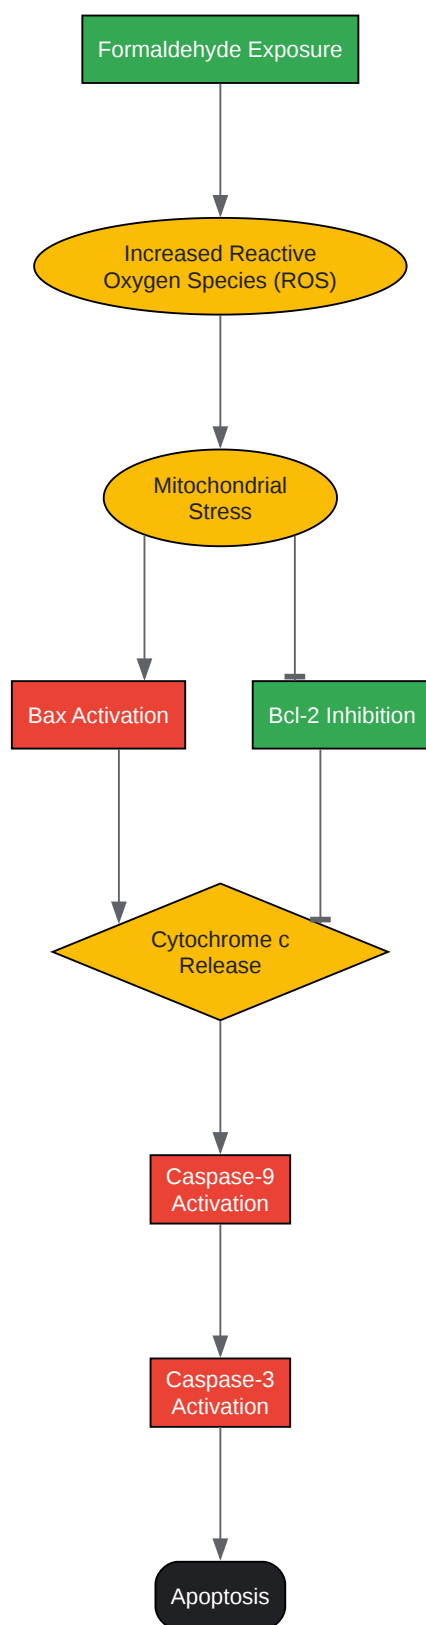 Formaldehyde Exposure
Increased Reactive
Oxygen Species (ROS)
Mitochondrial
Stress
Bax Activation
Bcl-2 Inhibition
Cytochrome c
Release
Caspase-9
Activation
Caspase-3
Activation
Apoptosis